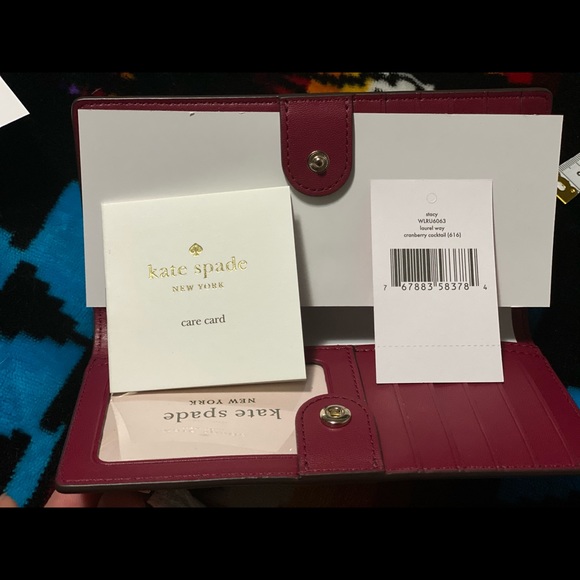 kate spade
NEW YORK
care card
stacy
WLRU6063
laurel way
cranberry cocktail (616)
7 67883 58378 4
kate spade
NEW YORK